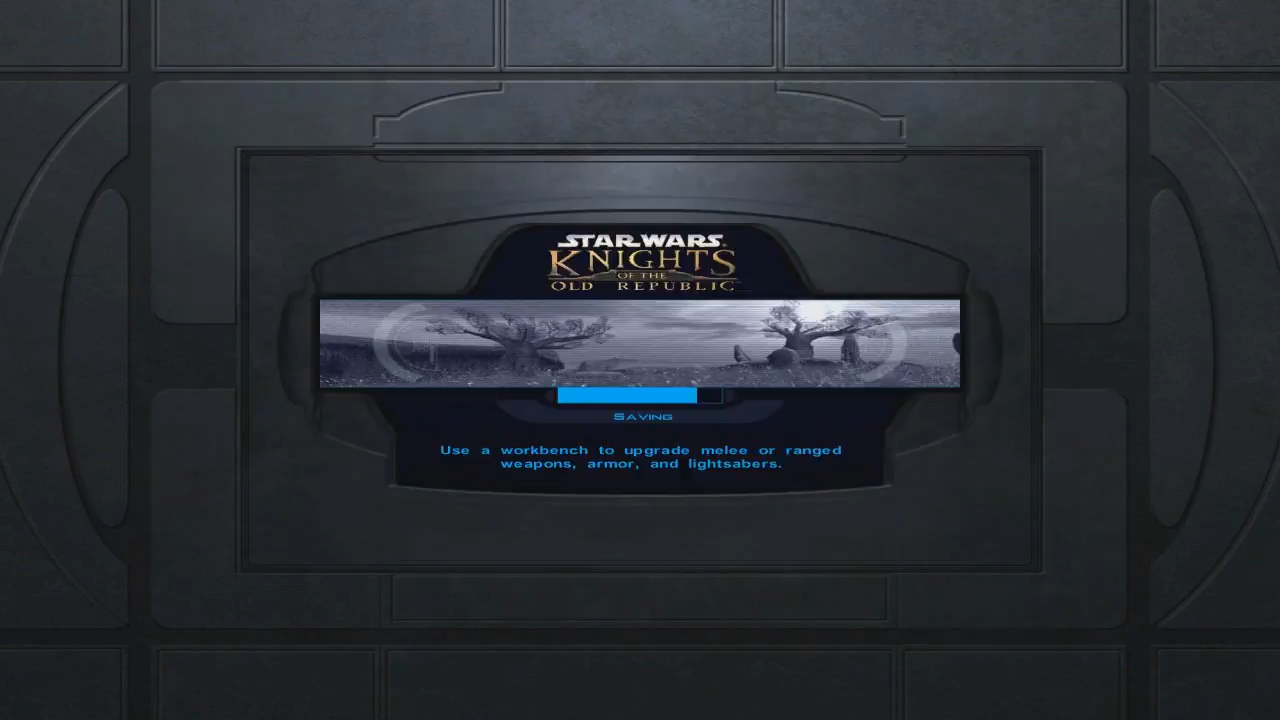 STAR WARS
KNIGHTS
OF THE
OLD REPUBLIC
SAVING
Use a workbench to upgrade melee or ranged
weapons, armor, and lightsabers.